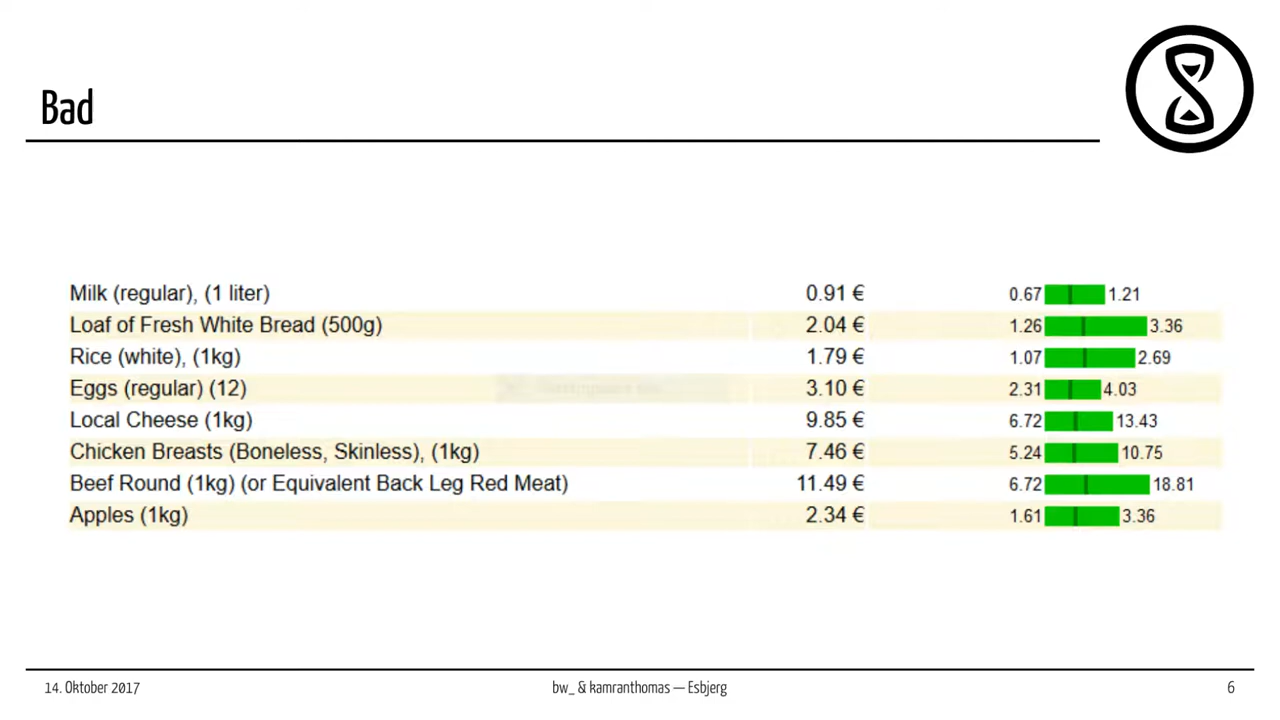 Bad
Milk (regular), (1 liter) 0.91 € 0.67 1.21
Loaf of Fresh White Bread (500g) 2.04 € 1.26 3.36
Rice (white), (1kg) 1.79 € 1.07 2.69
Eggs (regular) (12) 3.10 € 2.31 4.03
Local Cheese (1kg) 9.85 € 6.72 13.43
Chicken Breasts (Boneless, Skinless), (1kg) 7.46 € 5.24 10.75
Beef Round (1kg) (or Equivalent Back Leg Red Meat) 11.49 € 6.72 18.81
Apples (1kg) 2.34 € 1.61 3.36
14. Oktober 2017 bw_ & kamranthomas — Esbjerg 6